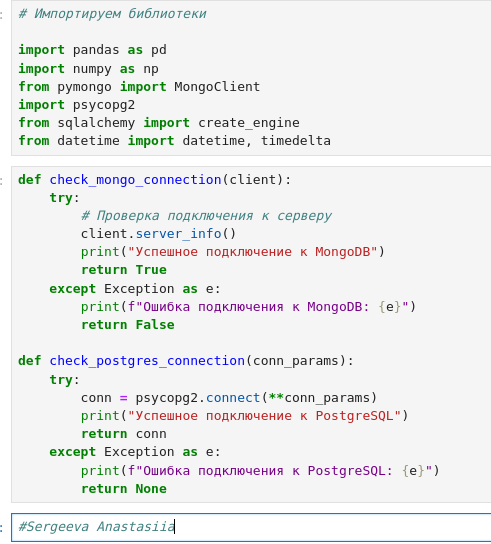 # Импортируем библиотеки
import pandas as pd
import numpy as np
from pymongo import MongoClient
import psycopg2
from sqlalchemy import create_engine
from datetime import datetime, timedelta
def check_mongo_connection(client):
    try:
        # Проверка подключения к серверу
        client.server_info()
        print("Успешное подключение к MongoDB")
        return True
    except Exception as e:
        print(f"Ошибка подключения к MongoDB: {e}")
        return False
def check_postgres_connection(conn_params):
    try:
        conn = psycopg2.connect(**conn_params)
        print("Успешное подключение к PostgreSQL")
        return conn
    except Exception as e:
        print(f"Ошибка подключения к PostgreSQL: {e}")
        return None
#Sergeeva Anastasiia